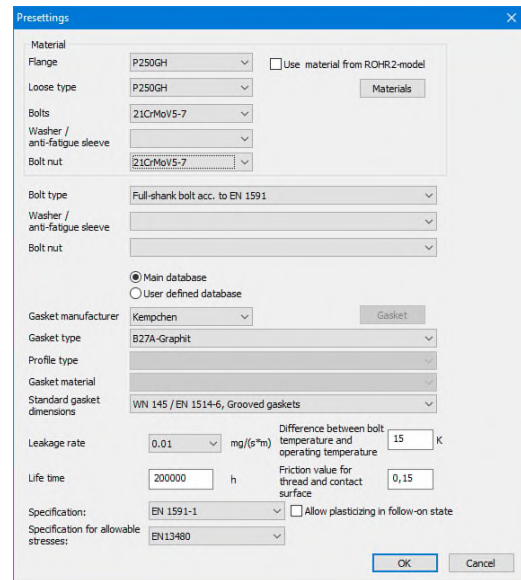 Presettings
Material
Flange P250GH Use material from ROHR2-model
Loose type P250GH Materials
Bolts 21CrMoV5-7
Washer /
anti-fatigue sleeve
Bolt nut 21CrMoV5-7
Bolt type Full-shank bolt acc. to EN 1591
Washer /
anti-fatigue sleeve
Bolt nut
Main database
User defined database
Gasket manufacturer Kempchen Gasket
Gasket type B27A-Graphit
Profile type
Gasket material
Standard gasket
dimensions WN 145 / EN 1514-6, Grooved gaskets
Leakage rate 0.01 mg/(s*m)
Difference between bolt
temperature and
operating temperature 15 K
Life time 200000 h
Friction value for
thread and contact
surface 0,15
Specification: EN 1591-1 Allow plasticizing in follow-on state
Specification for allowable
stresses: EN13480
OK Cancel